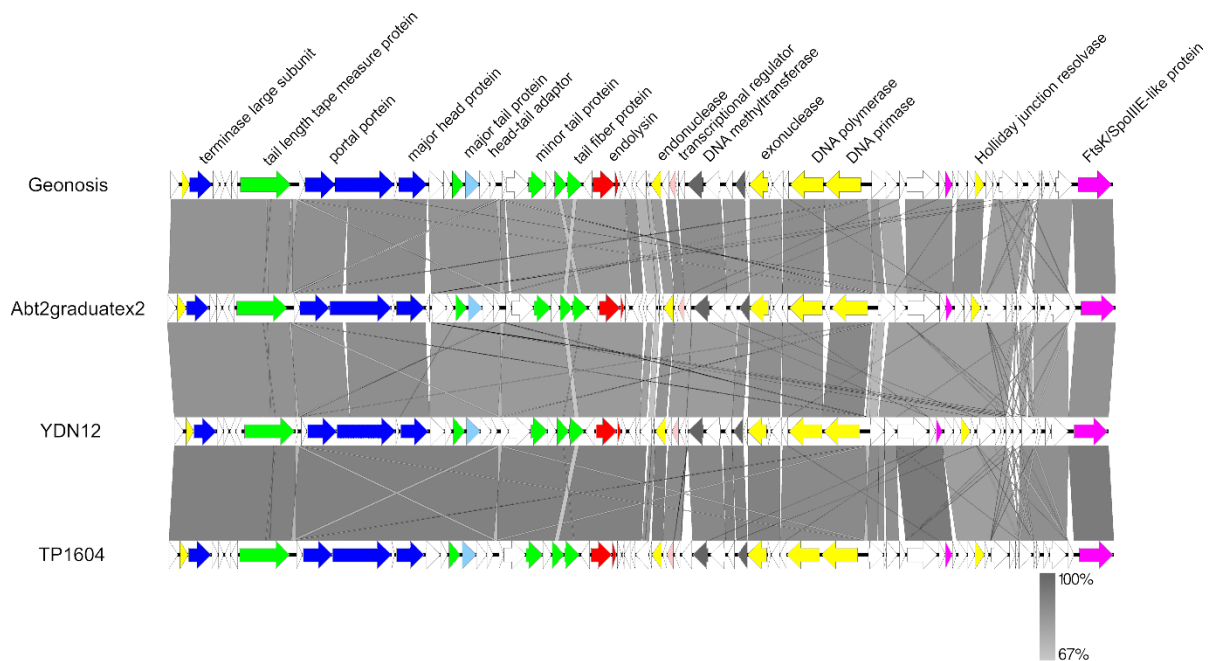 terminase large subunit
tail length tape measure protein
portal portein
major head protein
major tail protein
head-tail adaptor
minor tail protein
tail fiber protein
endolysin
endonuclease
transcriptional regulator
DNA methyltransferase
exonuclease
DNA polymerase
DNA primase
Holliday junction resolvase
FtsK/SpoIIIE-like protein
Geonosis
Abt2graduatex2
YDN12
TP1604
100%
67%